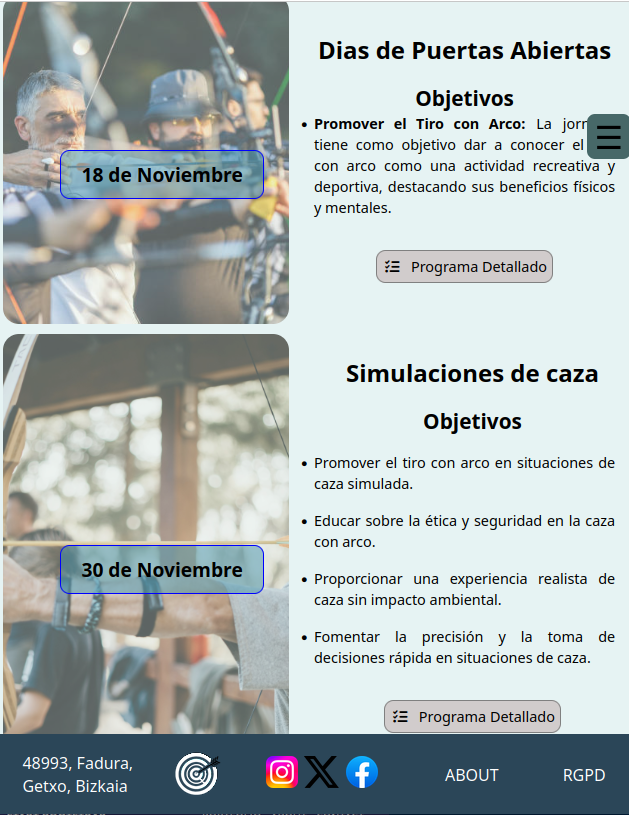 Dias de Puertas Abiertas
Objetivos
• Promover el Tiro con Arco: La
tiene como objetivo dar a conocer el
con arco como una actividad recreativa y
deportiva, destacando sus beneficios físicos
y mentales.
18 de Noviembre
Programa Detallado
Simulaciones de caza
Objetivos
• Promover el tiro con arco en situaciones de
caza simulada.
• Educar sobre la ética y seguridad en la caza
con arco.
• Proporcionar una experiencia realista de
caza sin impacto ambiental.
• Fomentar la precisión y la toma de
decisiones rápida en situaciones de caza.
30 de Noviembre
Programa Detallado
48993, Fadura,
Getxo, Bizkaia
ABOUT
RGPD